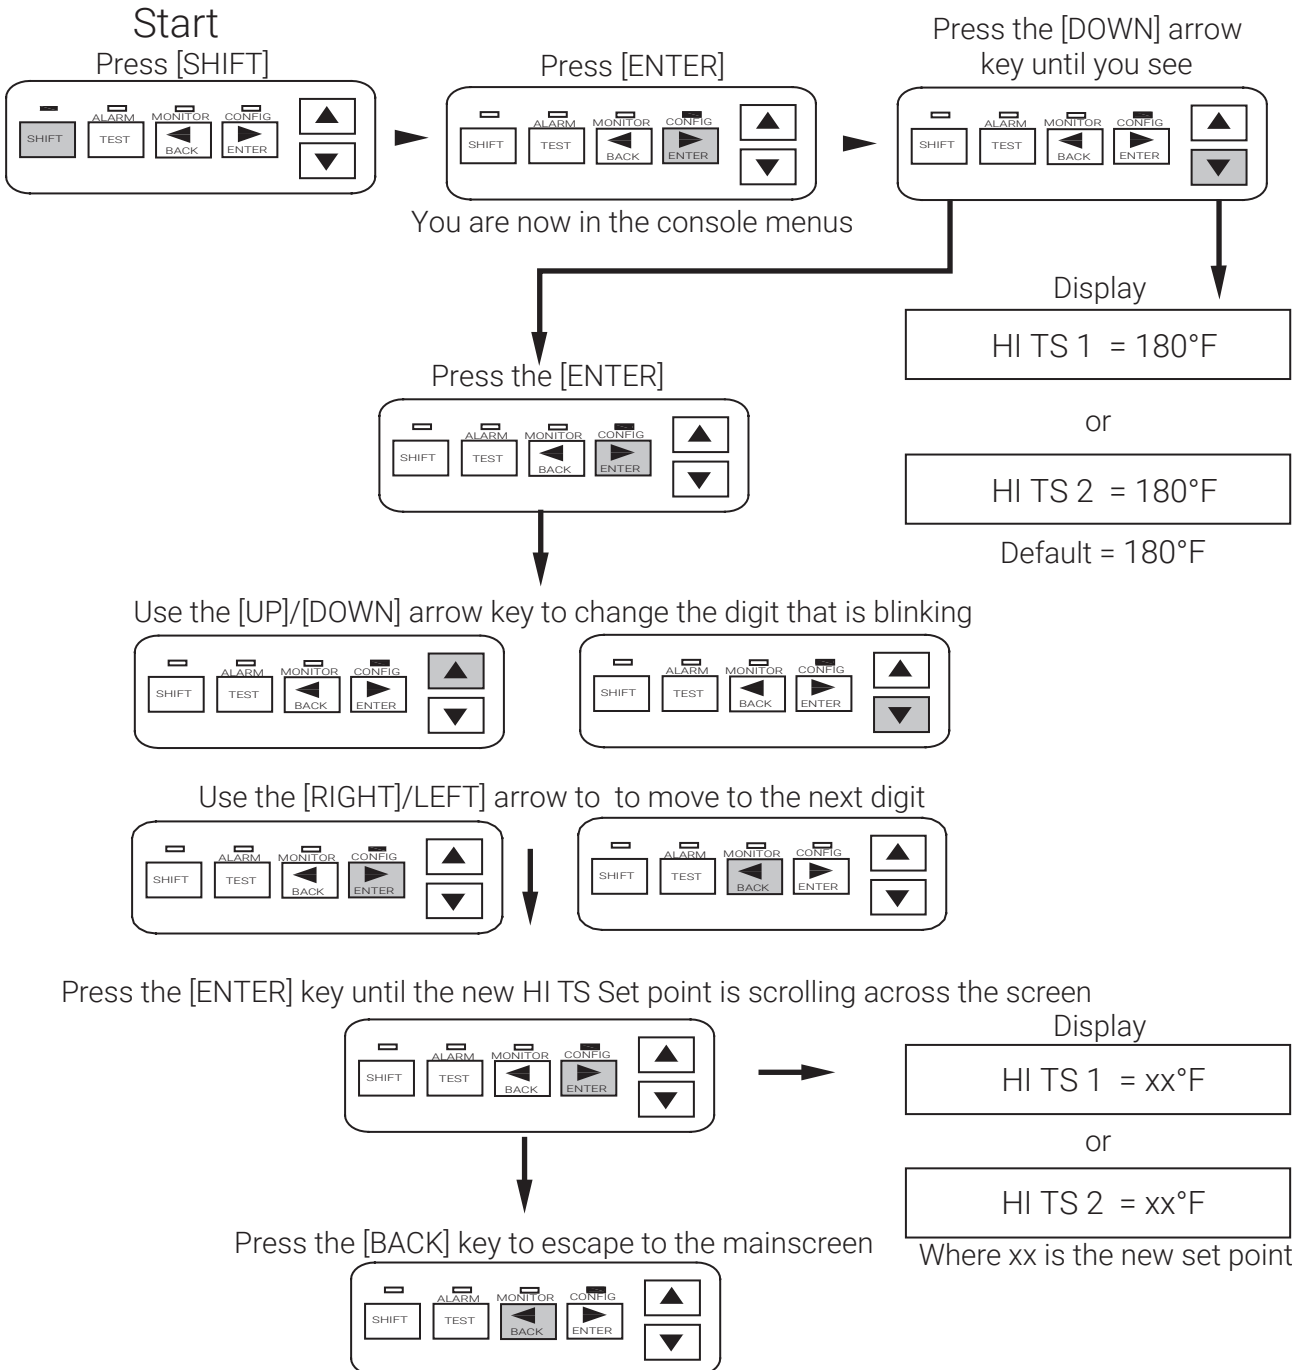 Start
Press [SHIFT]
ALARM MONITOR CONFIG
SHIFT TEST BACK ENTER
Press [ENTER]
ALARM MONITOR CONFIG
SHIFT TEST BACK ENTER
You are now in the console menus
Press the [DOWN] arrow
key until you see
ALARM MONITOR CONFIG
SHIFT TEST BACK ENTER
Display
HI TS 1 = 180°F
or
HI TS 2 = 180°F
Default = 180°F
Press the [ENTER]
ALARM MONITOR CONFIG
SHIFT TEST BACK ENTER
Use the [UP]/[DOWN] arrow key to change the digit that is blinking
ALARM MONITOR CONFIG
SHIFT TEST BACK ENTER
ALARM MONITOR CONFIG
SHIFT TEST BACK ENTER
Use the [RIGHT]/LEFT] arrow to to move to the next digit
ALARM MONITOR CONFIG
SHIFT TEST BACK ENTER
ALARM MONITOR CONFIG
SHIFT TEST BACK ENTER
Press the [ENTER] key until the new HI TS Set point is scrolling across the screen
ALARM MONITOR CONFIG
SHIFT TEST BACK ENTER
Display
HI TS 1 = xx°F
or
HI TS 2 = xx°F
Where xx is the new set point
Press the [BACK] key to escape to the mainscreen
ALARM MONITOR CONFIG
SHIFT TEST BACK ENTER